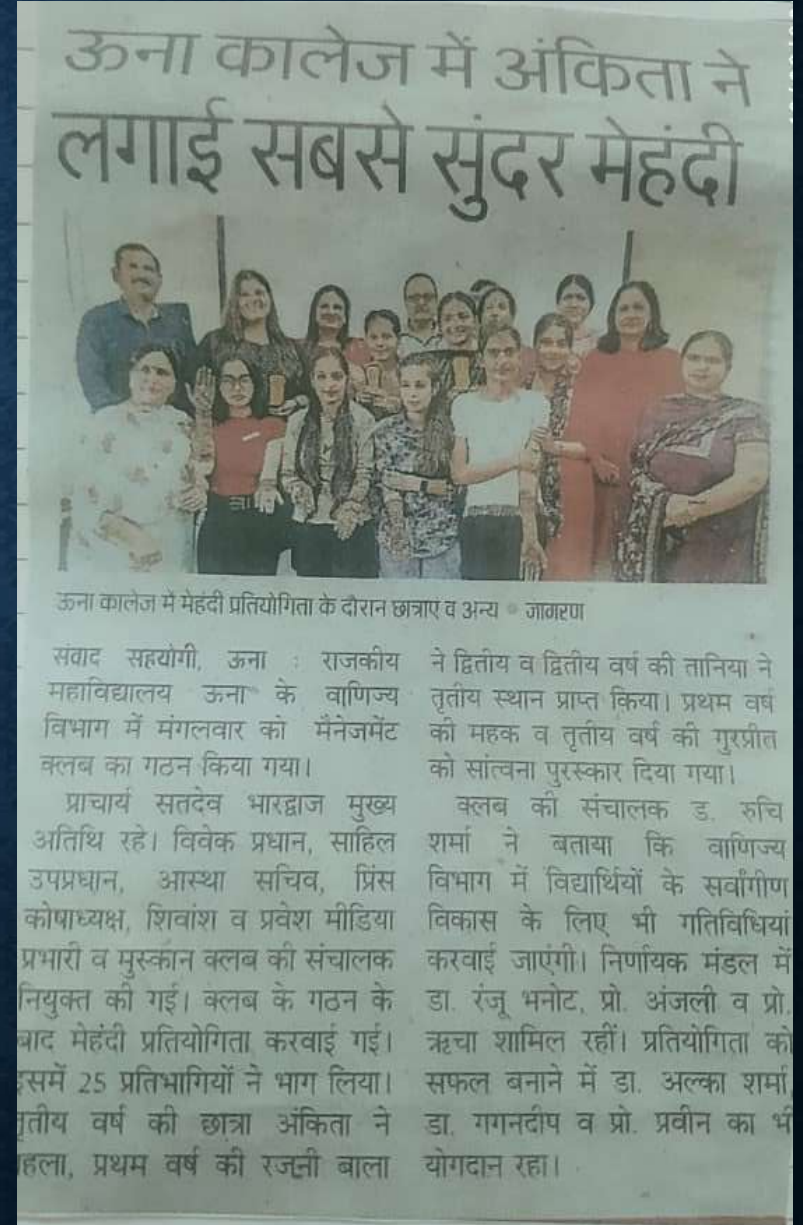 ऊना कालेज में अंकिता ने
लगाई सबसे सुंदर मेहंदी
ऊना कालेज में मेहंदी प्रतियोगिता के दौरान छात्राएं व अन्य ● जागरण
संवाद सहयोगी, ऊना : राजकीय
महाविद्यालय ऊना के वाणिज्य
विभाग में मंगलवार को मैनेजमेंट
क्लब का गठन किया गया।
प्राचार्य सतदेव भारद्वाज मुख्य
अतिथि रहे। विवेक प्रधान, साहिल
उपप्रधान, आस्था सचिव, प्रिंस
कोषाध्यक्ष, शिवांश व प्रवेश मीडिया
प्रभारी व मुस्कान क्लब की संचालक
नियुक्त की गई। क्लब के गठन के
बाद मेहंदी प्रतियोगिता करवाई गई।
इसमें 25 प्रतिभागियों ने भाग लिया।
तृतीय वर्ष की छात्रा अंकिता ने
हला, प्रथम वर्ष की रजनी बाला
ने द्वितीय व द्वितीय वर्ष की तानिया ने
तृतीय स्थान प्राप्त किया। प्रथम वर्ष
की महक व तृतीय वर्ष की गुरप्रीत
को सांत्वना पुरस्कार दिया गया।
क्लब की संचालक ड. रुचि
शर्मा ने बताया कि वाणिज्य
विभाग में विद्यार्थियों के सर्वांगीण
विकास के लिए भी गतिविधियां
करवाई जाएंगी। निर्णायक मंडल में
डा. रंजू भनोट, प्रो. अंजली व प्रो.
ऋचा शामिल रहीं। प्रतियोगिता को
सफल बनाने में डा. अल्का शर्मा,
डा. गगनदीप व प्रो. प्रवीन का भी
योगदान रहा।